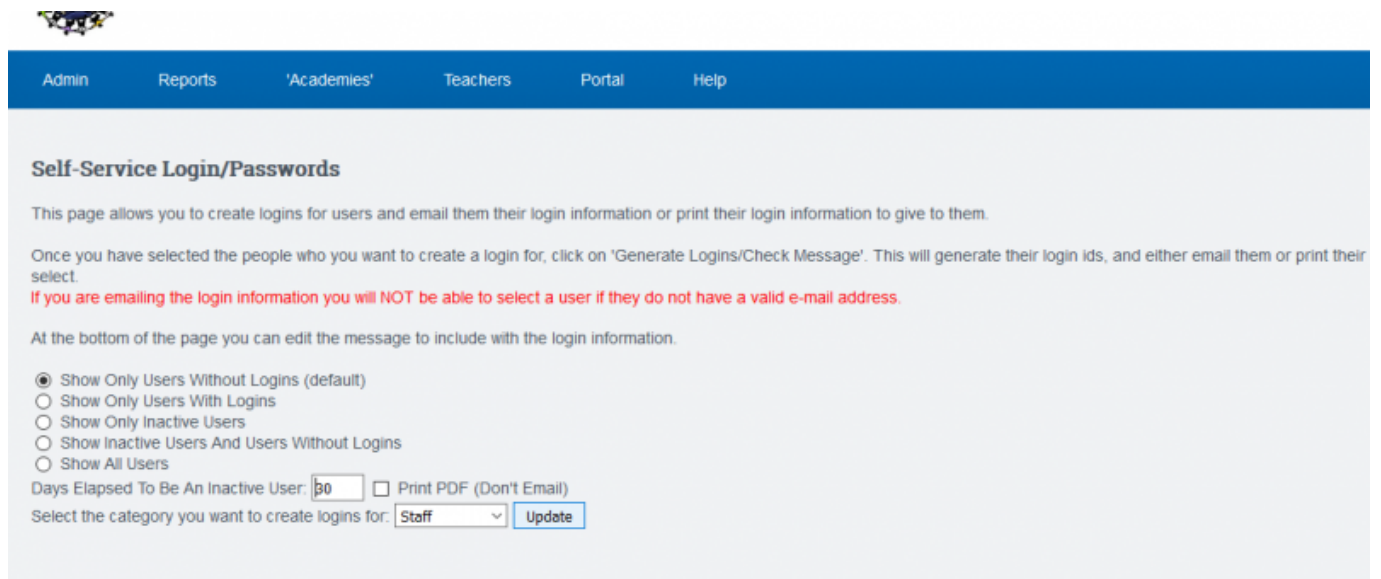 Admin Reports 'Academies' Teachers Portal Help
Self-Service Login/Passwords
This page allows you to create logins for users and email them their login information or print their login information to give to them.
Once you have selected the people who you want to create a login for, click on 'Generate Logins/Check Message'. This will generate their login ids, and either email them or print their
select.
If you are emailing the login information you will NOT be able to select a user if they do not have a valid e-mail address.
At the bottom of the page you can edit the message to include with the login information.
Show Only Users Without Logins (default)
Show Only Users With Logins
Show Only Inactive Users
Show Inactive Users And Users Without Logins
Show All Users
Days Elapsed To Be An Inactive User: 30 Print PDF (Don't Email)
Select the category you want to create logins for: Staff Update